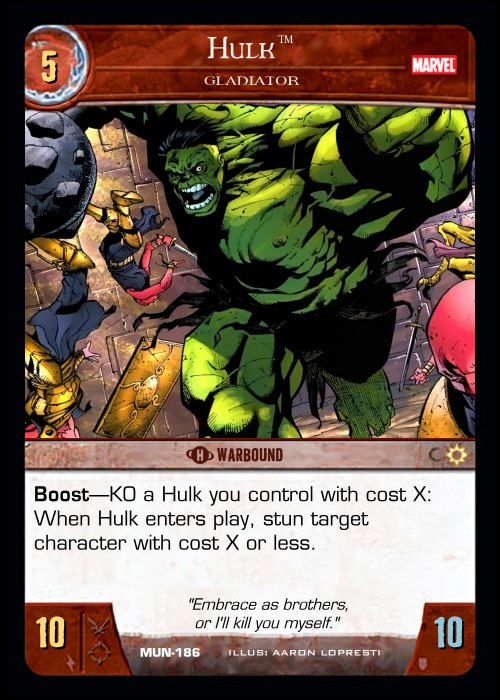 5
Hulk™
MARVEL
GLADIATOR
H WARBOUND
C
Boost—KO a Hulk you control with cost X:
When Hulk enters play, stun target
character with cost X or less.
"Embrace as brothers,
or I'll kill you myself."
10
10
MUN-186 ILLUS: AARON LOPRESTI